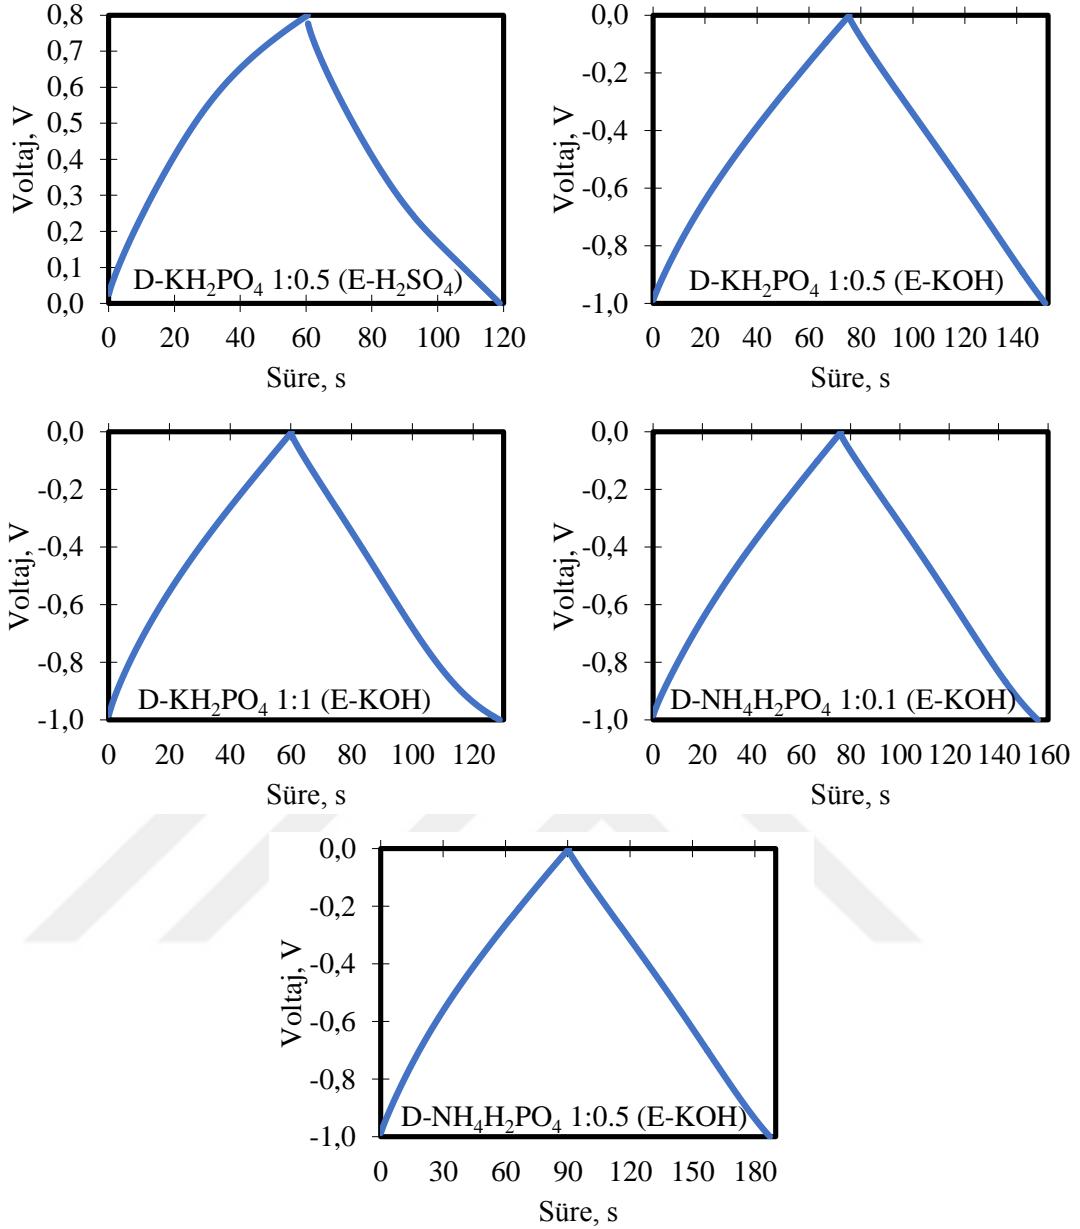 0,8
0,7
0,6
0,5
0,4
0,3
0,2
0,1
0,0
Voltaj, V
D-KH₂PO₄ 1:0.5 (E-H₂SO₄)
0 20 40 60 80 100 120
Süre, s
0,0
-0,2
-0,4
-0,6
-0,8
-1,0
Voltaj, V
D-KH₂PO₄ 1:0.5 (E-KOH)
0 20 40 60 80 100 120 140
Süre, s
0,0
-0,2
-0,4
-0,6
-0,8
-1,0
Voltaj, V
D-KH₂PO₄ 1:1 (E-KOH)
0 20 40 60 80 100 120
Süre, s
0,0
-0,2
-0,4
-0,6
-0,8
-1,0
Voltaj, V
D-NH₄H₂PO₄ 1:0.1 (E-KOH)
0 20 40 60 80 100 120 140 160
Süre, s
0,0
-0,2
-0,4
-0,6
-0,8
-1,0
Voltaj, V
D-NH₄H₂PO₄ 1:0.5 (E-KOH)
0 30 60 90 120 150 180
Süre, s